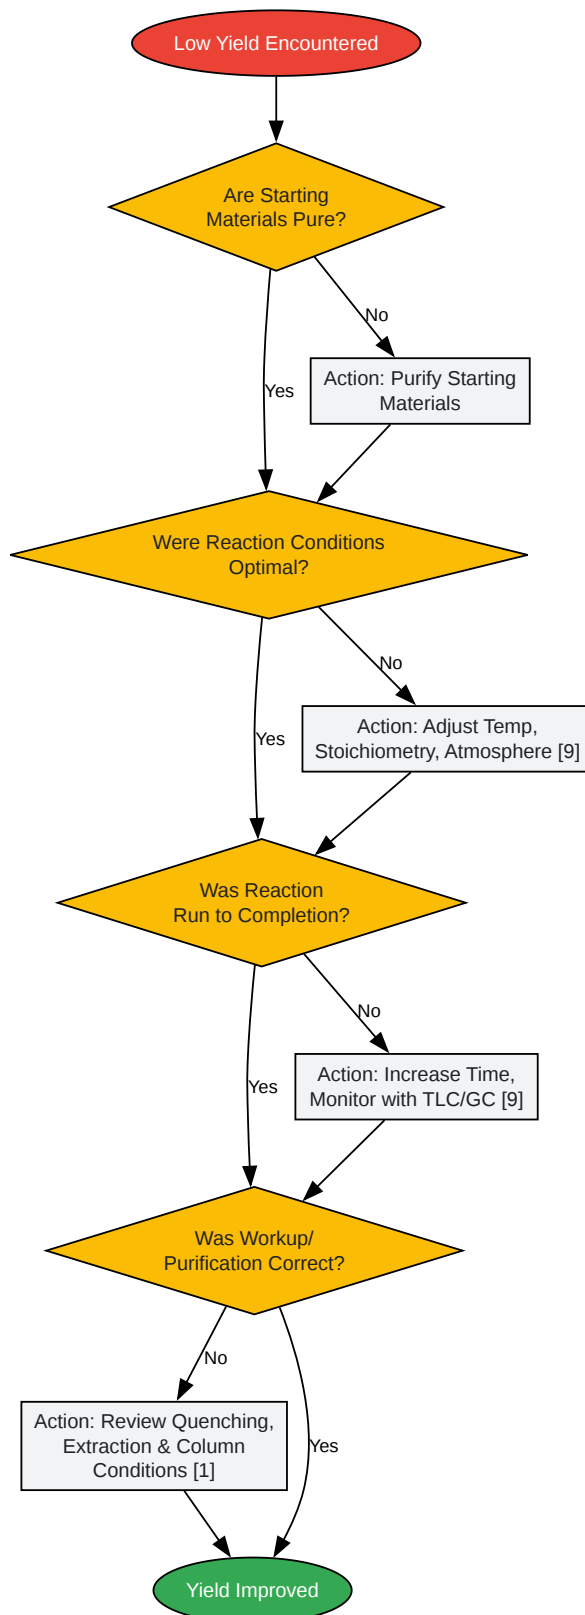 Low Yield Encountered
Are Starting
Materials Pure?
No
Yes
Action: Purify Starting
Materials
Were Reaction Conditions
Optimal?
No
Yes
Action: Adjust Temp,
Stoichiometry, Atmosphere [9]
Was Reaction
Run to Completion?
No
Yes
Action: Increase Time,
Monitor with TLC/GC [9]
Was Workup/
Purification Correct?
No
Yes
Action: Review Quenching,
Extraction & Column
Conditions [1]
Yield Improved